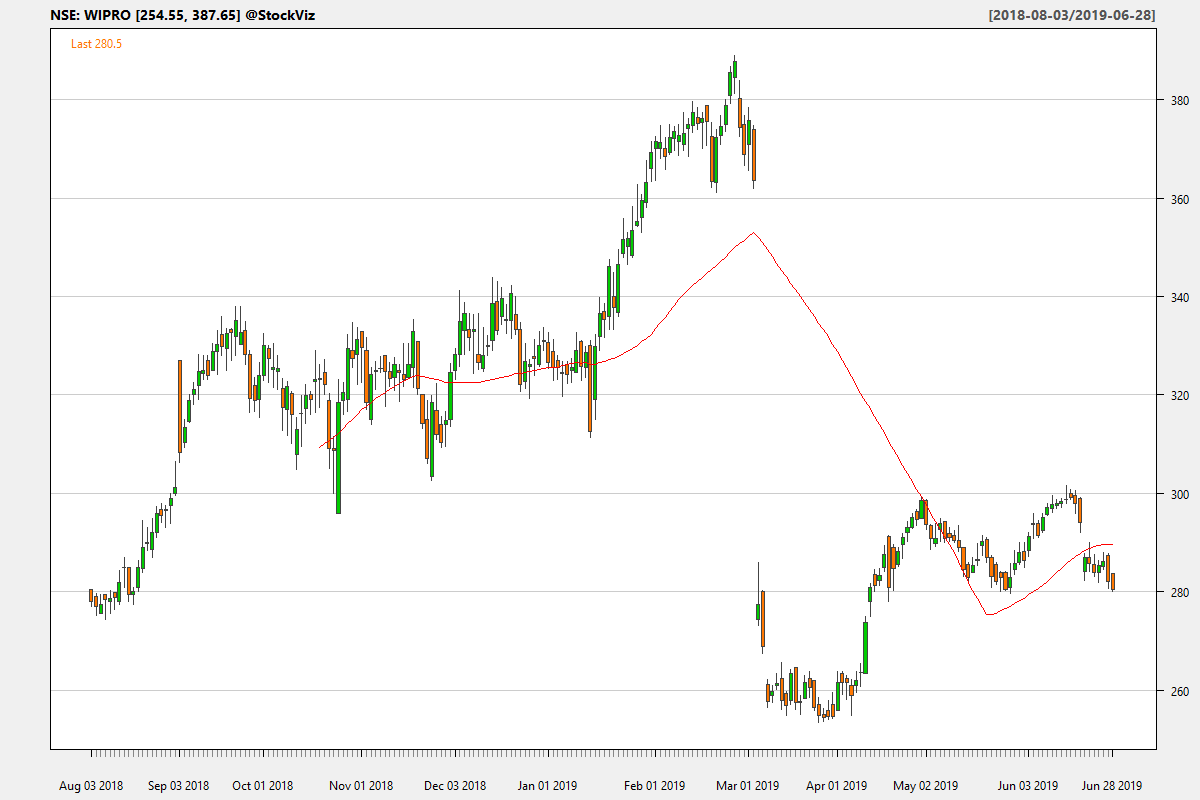 NSE: WIPRO [254.55, 387.65] @StockViz [2018-08-03/2019-06-28]
Last 280.5
380
360
340
320
300
280
260
Aug 03 2018 Sep 03 2018 Oct 01 2018 Nov 01 2018 Dec 03 2018 Jan 01 2019 Feb 01 2019 Mar 01 2019 Apr 01 2019 May 02 2019 Jun 03 2019 Jun 28 2019